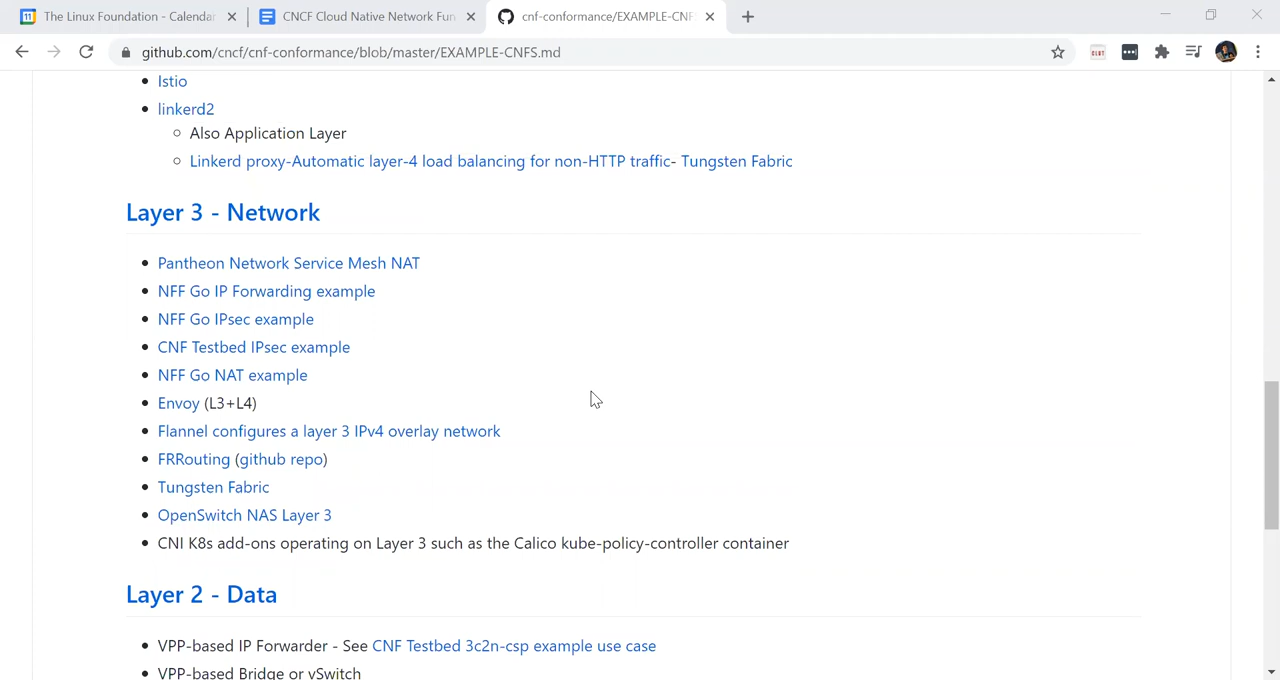 The Linux Foundation - Calenda
CNCF Cloud Native Network Fun
cnf-conformance/EXAMPLE-CNF
github.com/cncf/cnf-conformance/blob/master/EXAMPLE-CNFS.md
Istio
linkerd2
Also Application Layer
Linkerd proxy-Automatic layer-4 load balancing for non-HTTP traffic- Tungsten Fabric
Layer 3 - Network
Pantheon Network Service Mesh NAT
NFF Go IP Forwarding example
NFF Go IPsec example
CNF Testbed IPsec example
NFF Go NAT example
Envoy (L3+L4)
Flannel configures a layer 3 IPv4 overlay network
FRRouting (github repo)
Tungsten Fabric
OpenSwitch NAS Layer 3
CNI K8s add-ons operating on Layer 3 such as the Calico kube-policy-controller container
Layer 2 - Data
VPP-based IP Forwarder - See CNF Testbed 3c2n-csp example use case
VPP-based Bridge or vSwitch